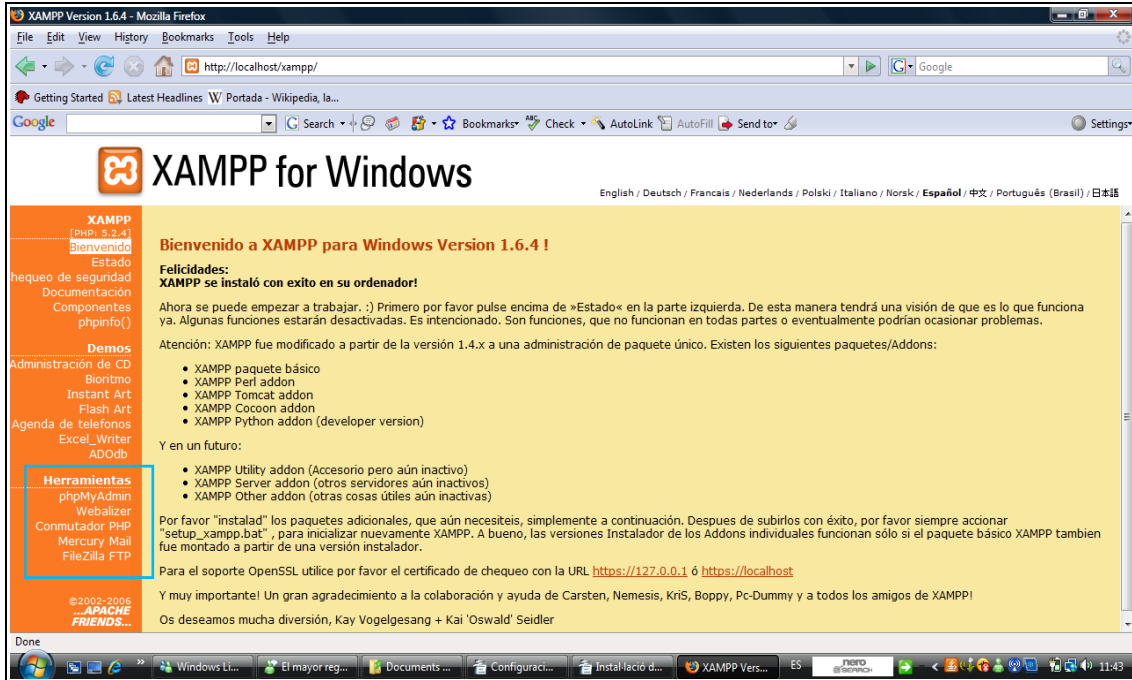 XAMPP Version 1.6.4 - Mozilla Firefox
File Edit View History Bookmarks Tools Help
http://localhost/xampp/
G Google
Getting Started Latest Headlines W Portada - Wikipedia, la...
Google G Search Bookmarks Check AutoLink AutoFill Send to Settings
XAMPP for Windows
English / Deutsch / Francais / Nederlands / Polski / Italiano / Norsk / Español / 中文 / Português (Brasil) / 日本語
XAMPP
[PHP: 5.2.4]
Bienvenido
Estado
hequeo de seguridad
Documentación
Componentes
phpinfo()
Demos
Administración de CD
Bioritmo
Instant Art
Flash Art
Agenda de telefonos
Excel_Writer
ADOdb
Herramientas
phpMyAdmin
Webalizer
Conmutador PHP
Mercury Mail
FileZilla FTP
©2002-2006
...APACHE
FRIENDS...
Bienvenido a XAMPP para Windows Version 1.6.4 !
Felicidades:
XAMPP se instaló con exito en su ordenador!
Ahora se puede empezar a trabajar. :) Primero por favor pulse encima de »Estado« en la parte izquierda. De esta manera tendrá una visión de que es lo que funciona
ya. Algunas funciones estarán desactivadas. Es intencionado. Son funciones, que no funcionan en todas partes o eventualmente podrían ocasionar problemas.
Atención: XAMPP fue modificado a partir de la versión 1.4.x a una administración de paquete único. Existen los siguientes paquetes/Addons:
• XAMPP paquete básico
• XAMPP Perl addon
• XAMPP Tomcat addon
• XAMPP Cocoon addon
• XAMPP Python addon (developer version)
Y en un futuro:
• XAMPP Utility addon (Accesorio pero aún inactivo)
• XAMPP Server addon (otros servidores aún inactivos)
• XAMPP Other addon (otras cosas útiles aún inactivas)
Por favor "instalad" los paquetes adicionales, que aún necesiteis, simplemente a continuación. Despues de subirlos con éxito, por favor siempre accionar
"setup_xampp.bat" , para inicializar nuevamente XAMPP. A bueno, las versiones Instalador de los Addons individuales funcionan sólo si el paquete básico XAMPP tambien
fue montado a partir de una versión instalador.
Para el soporte OpenSSL utilice por favor el certificado de chequeo con la URL https://127.0.0.1 ó https://localhost
Y muy importante! Un gran agradecimiento a la colaboración y ayuda de Carsten, Nemesis, KriS, Boppy, Pc-Dummy y a todos los amigos de XAMPP!
Os deseamos mucha diversión, Kay Vogelgesang + Kai 'Oswald' Seidler
Done
Windows Li... El mayor reg... Documents ... Configuraci... Instal·lació d... XAMPP Vers... ES nero SEARCH 11:43